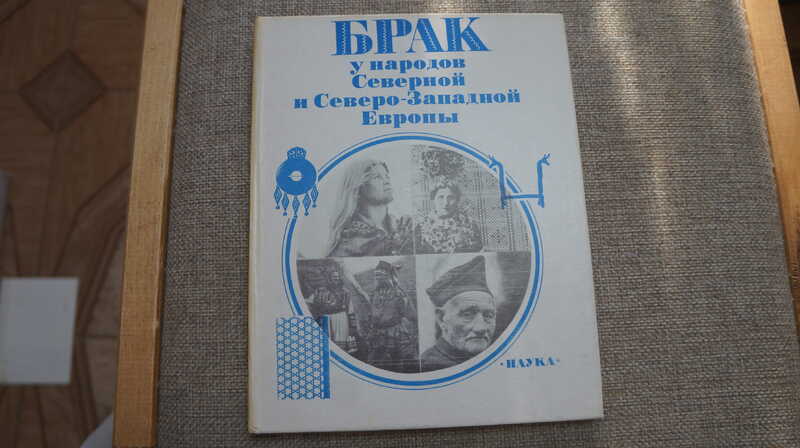 БРАК
у народов
Северной
и Северо-Западной
Европы
·НАУКА·